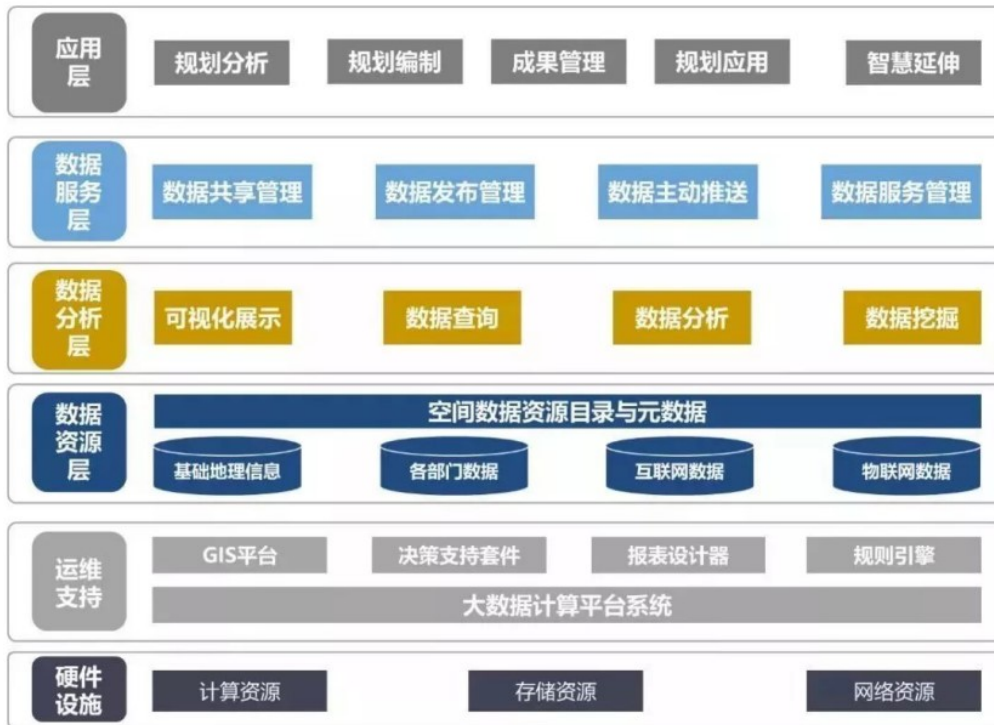 应用
层
规划分析
规划编制
成果管理
规划应用
智慧延伸
数据
服务
层
数据共享管理
数据发布管理
数据主动推送
数据服务管理
数据
分析
层
可视化展示
数据查询
数据分析
数据挖掘
数据
资源
层
空间数据资源目录与元数据
基础地理信息
各部门数据
互联网数据
物联网数据
运维
支持
GIS平台
决策支持套件
报表设计器
规则引擎
大数据计算平台系统
硬件
设施
计算资源
存储资源
网络资源